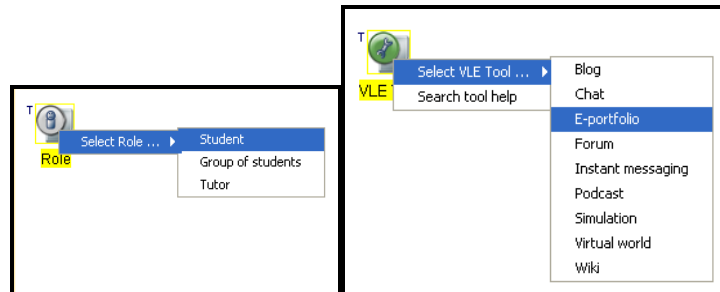 T
Select Role ...
Student
Group of students
Tutor
Role
T
Select VLE Tool ...
Search tool help
VLE T
Blog
Chat
E-portfolio
Forum
Instant messaging
Podcast
Simulation
Virtual world
Wiki